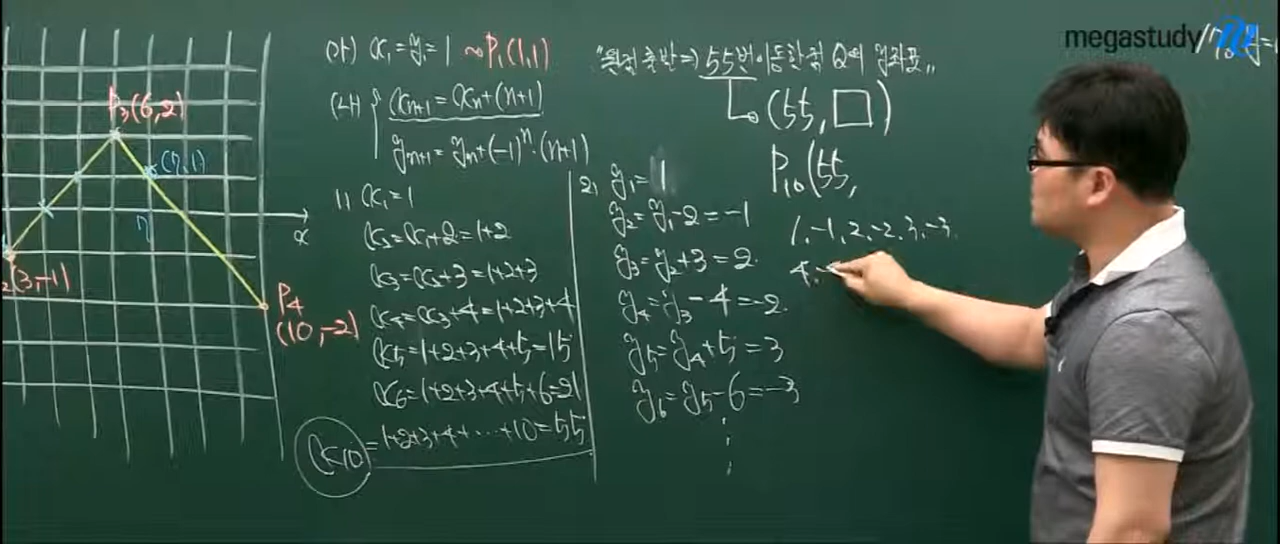 megastudy
(가) x₁=y₁=1 ~P₁(1,1)
(나) { xₙ₊₁=xₙ+(n+1)
yₙ₊₁=yₙ+(-1)ⁿ·(n+1)
P₃(6,2)
(7,1)
7
x
(3,-1)
P₄
(10,-2)
1) x₁=1
x₂=x₁+2=1+2
x₃=x₂+3=1+2+3
x₄=x₃+4=1+2+3+4
x₅=1+2+3+4+5=15
x₆=1+2+3+4+5+6=21
x₁₀=1+2+3+4+⋯+10=55
2) y₁=1
y₂=y₁-2=-1
y₃=y₂+3=2.
y₄=y₃-4=-2.
y₅=y₄+5=3
y₆=y₅-6=-3
⋮
"원점 출발⇒55번 이동한 점 Q의 y좌표"
(55,□)
P₁₀(55,
1,-1,2,-2,3,-3.
4,-